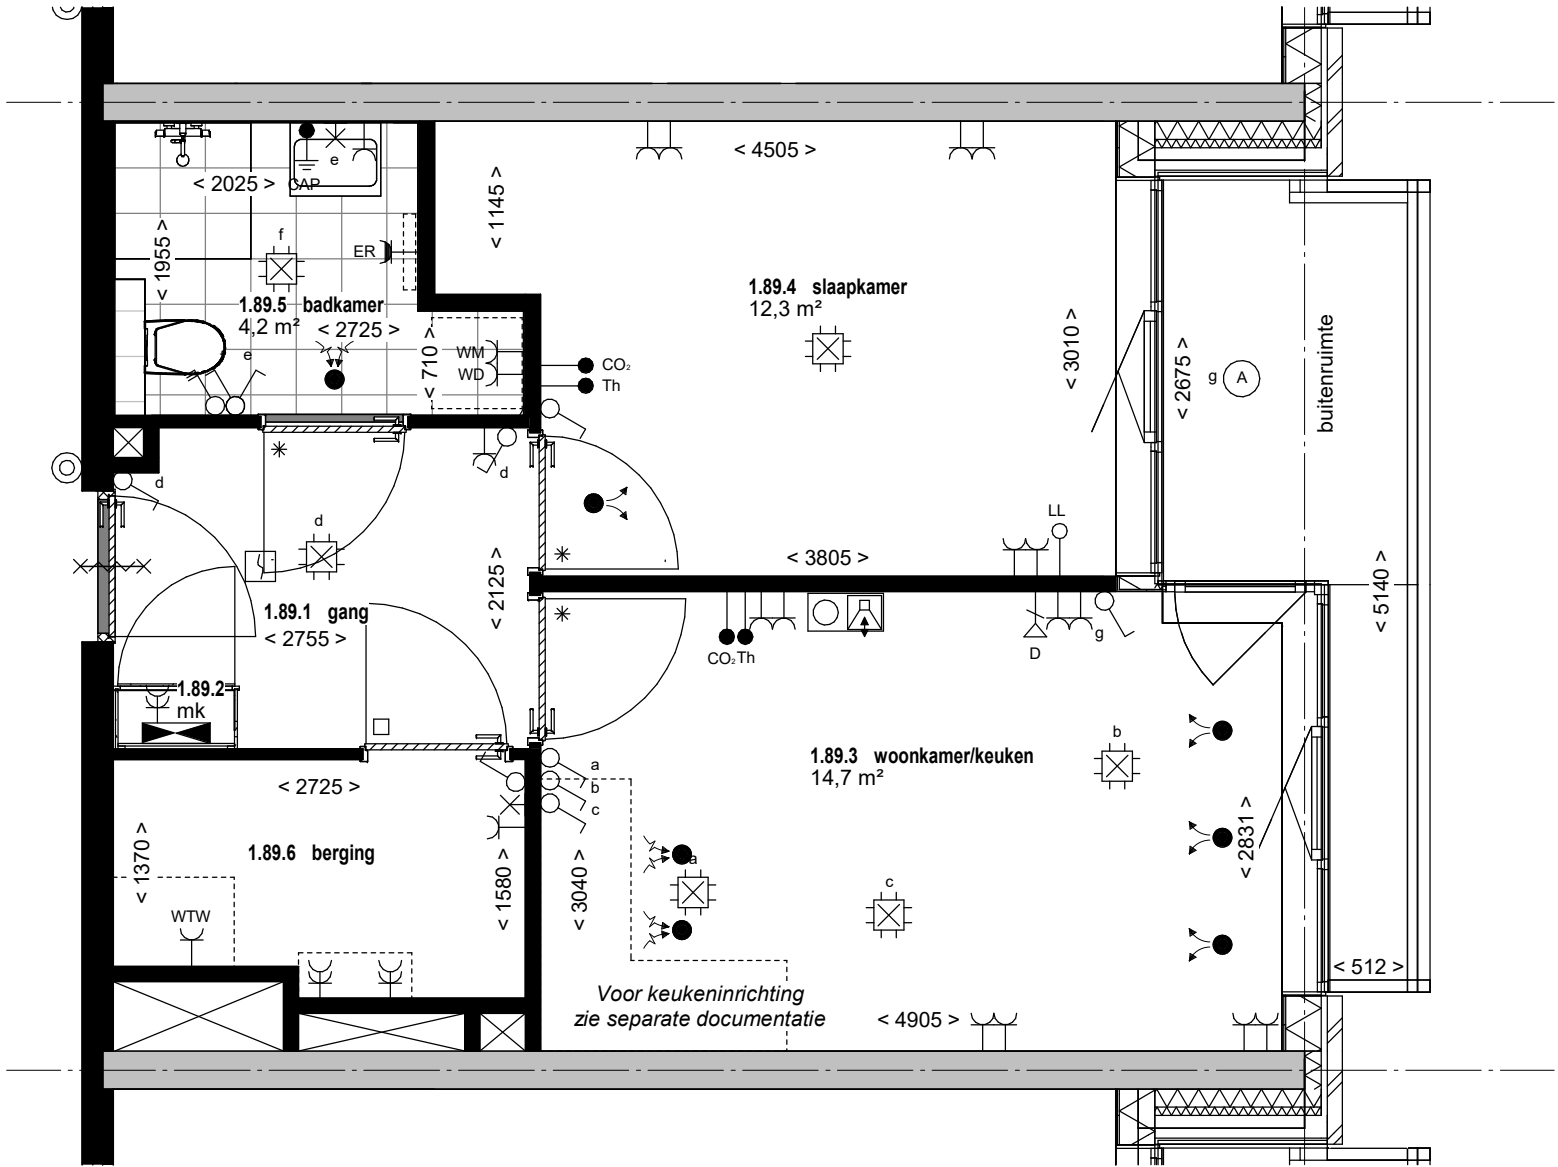 < 4505 >
e
< 2025 > CAP
< 1145 >
< 1955 >
f
ER
1.89.5 badkamer
4,2 m²
< 2725 >
e
WM
WD
< 710 >
CO₂
Th
1.89.4 slaapkamer
12,3 m²
< 3010 >
< 2675 >
g
A
buitenruimte
d
d
d
*
*
LL
< 3805 >
< 2125 >
< 5140 >
1.89.1 gang
< 2755 >
*
CO₂ Th
D
g
1.89.2
mk
1.89.3 woonkamer/keuken
14,7 m²
a
b
c
b
< 2725 >
< 1370 >
1.89.6 berging
< 1580 >
< 3040 >
a
c
< 2831 >
WTW
< 512 >
Voor keukeninrichting
zie separate documentatie
< 4905 >